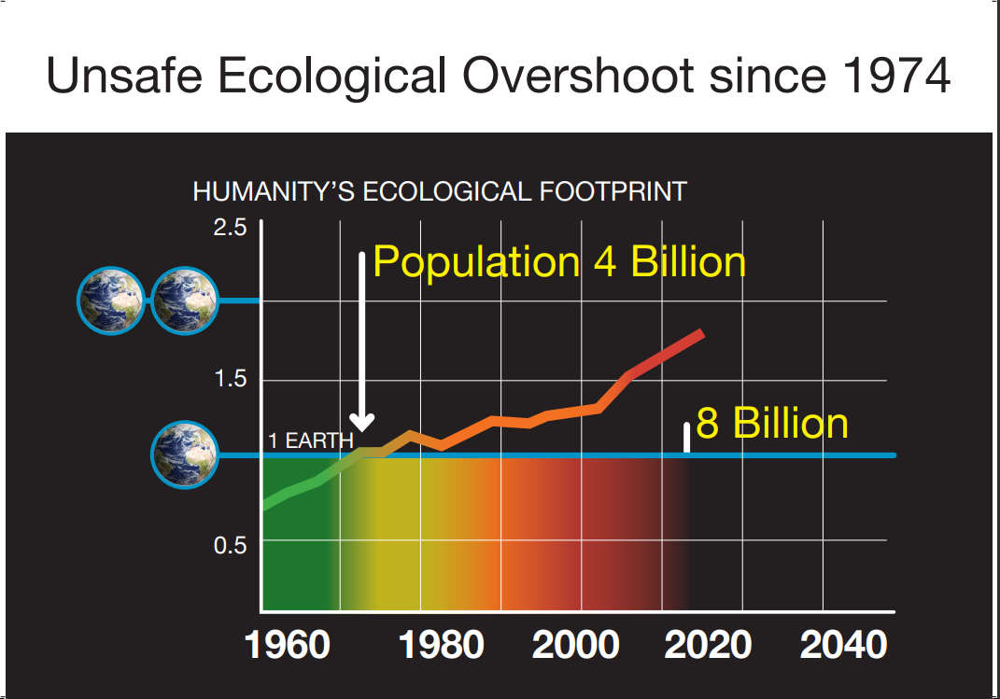 Unsafe Ecological Overshoot since 1974
HUMANITY’S ECOLOGICAL FOOTPRINT
2.5
Population 4 Billion
1.5
8 Billion
1 EARTH
0.5
1960 1980 2000 2020 2040